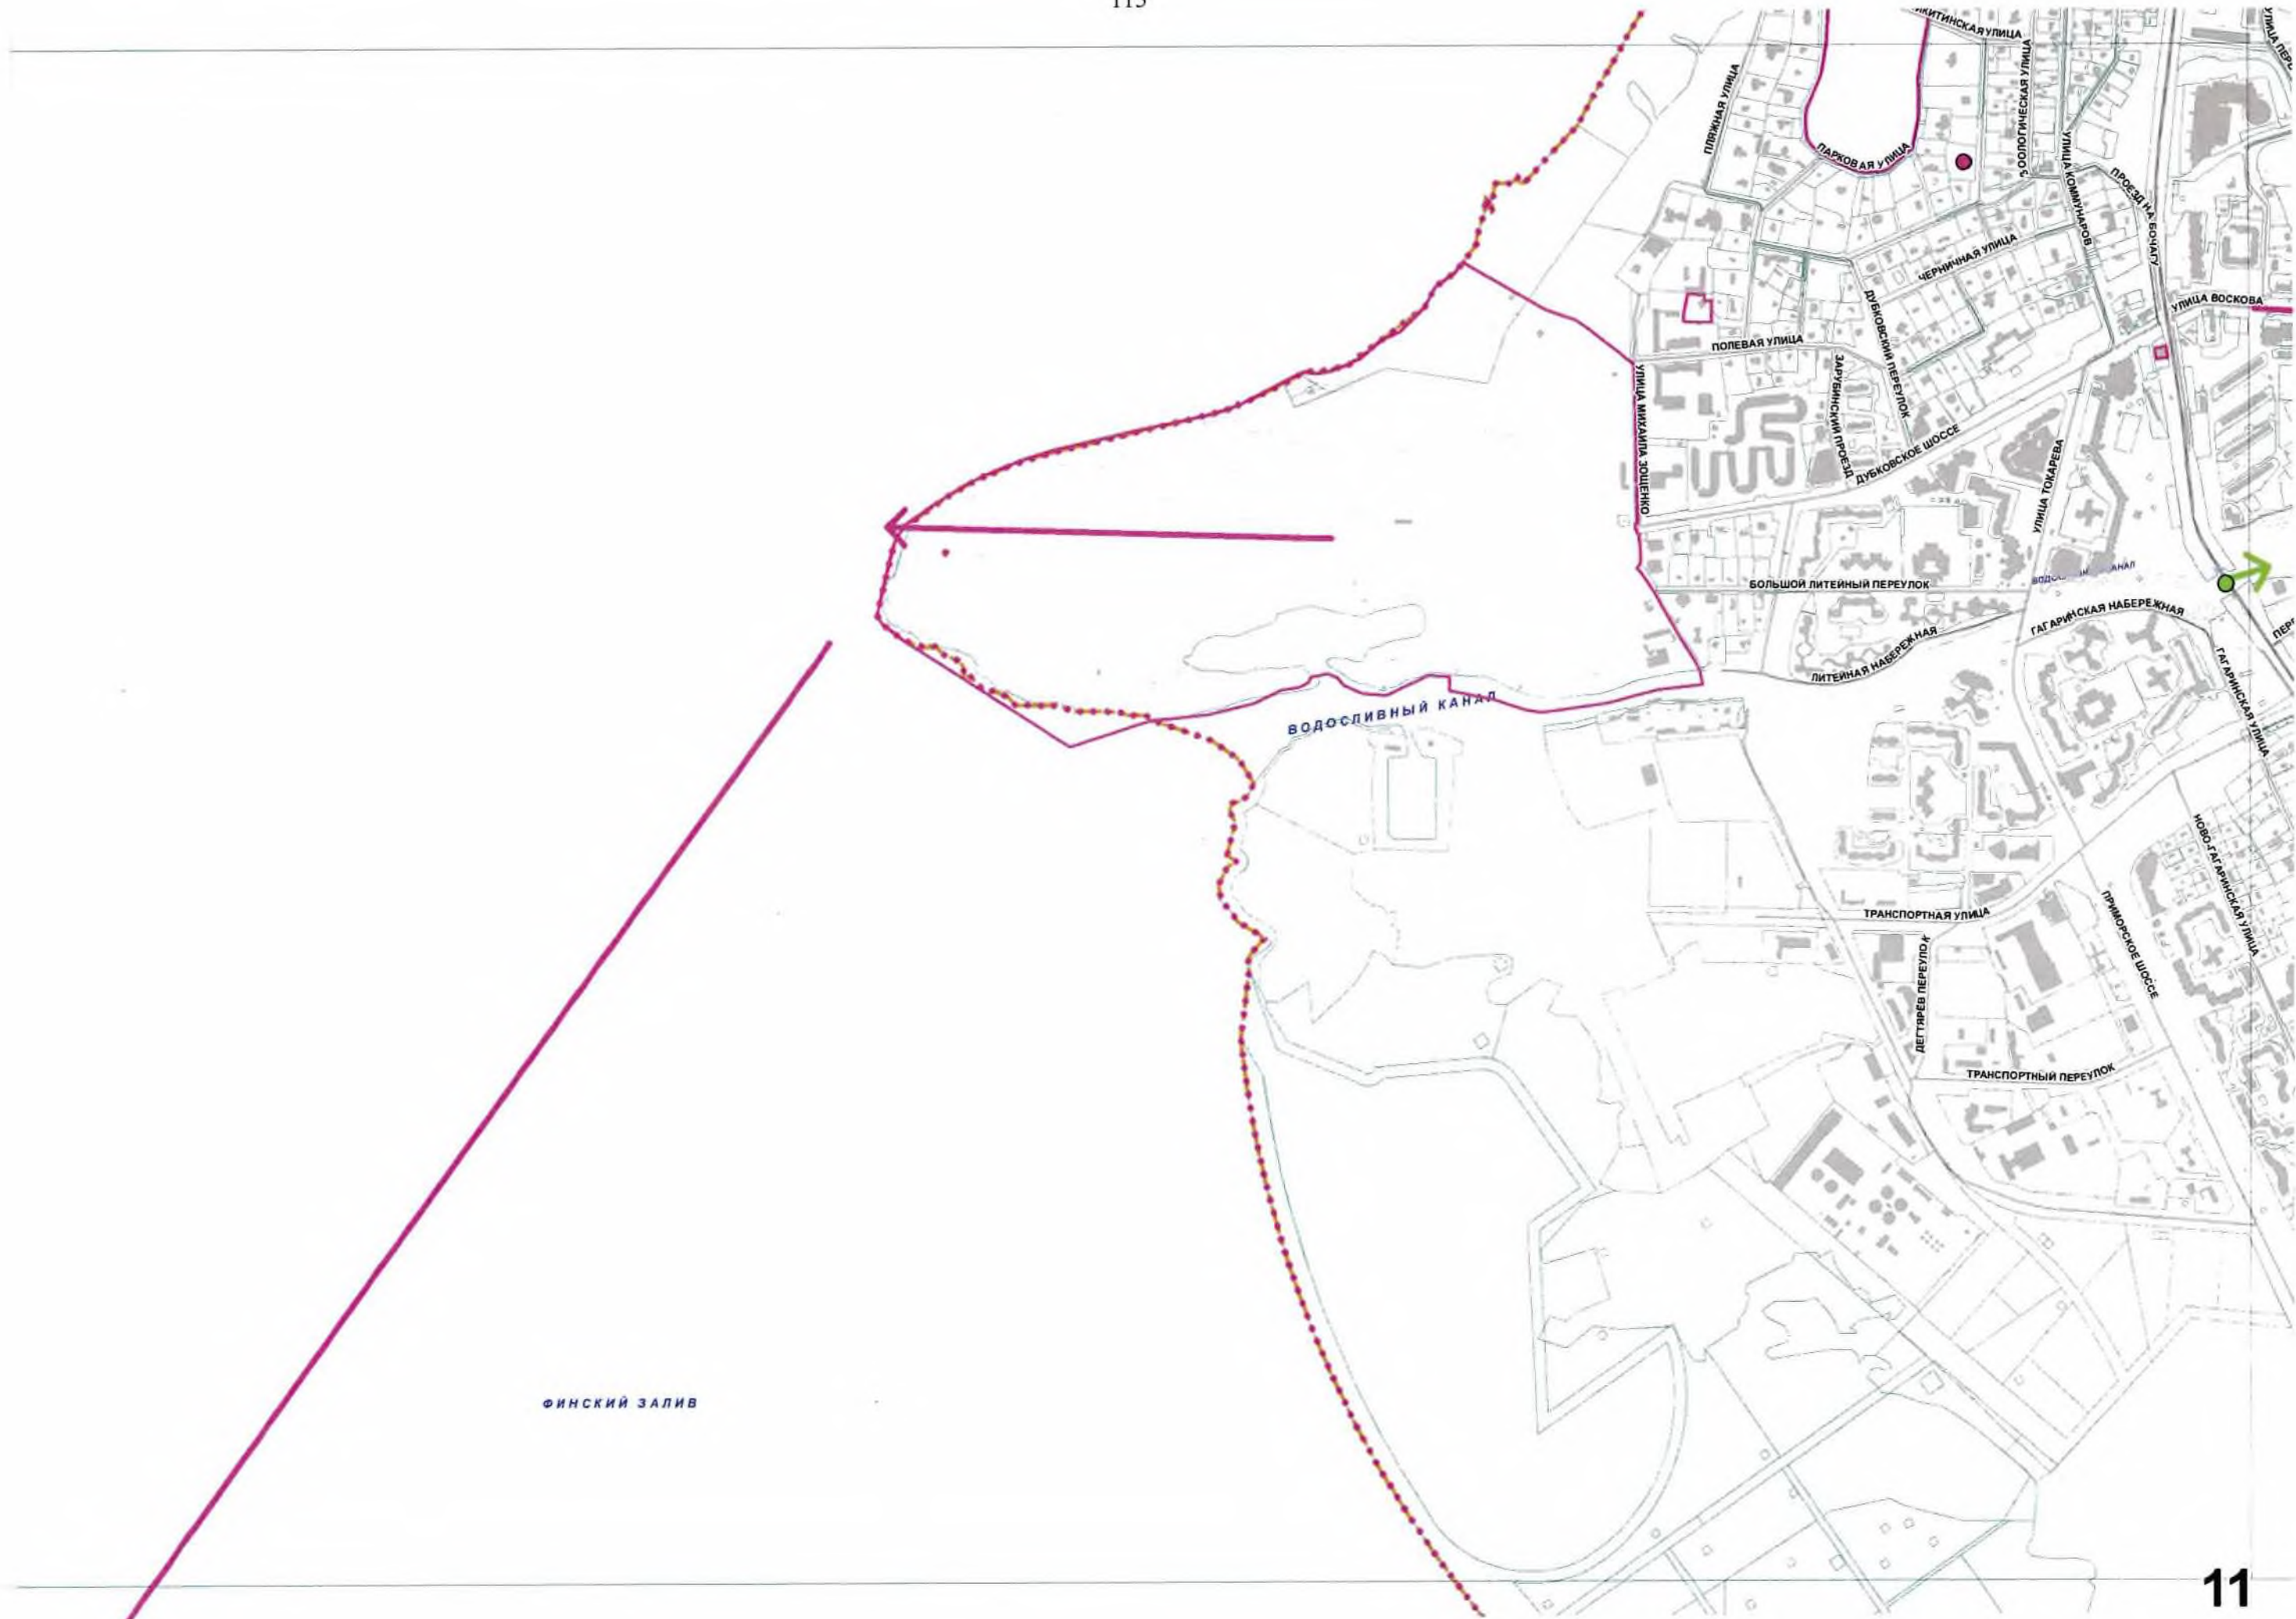 115
НИКИТИНСКАЯ УЛИЦА
ПЛЯЖНАЯ УЛИЦА
ПАРКОВАЯ УЛИЦА
ЗООЛОГИЧЕСКАЯ УЛИЦА
УЛИЦА КОММУНАРОВ
ПРОЕЗД НА БОЧАГУ
ЧЕРНИЧНАЯ УЛИЦА
УЛИЦА ВОСКОВА
ДУБКОВСКИЙ ПЕРЕУЛОК
ПОЛЕВАЯ УЛИЦА
ЗАРУБИНСКИЙ ПРОЕЗД
УЛИЦА МИХАИЛА ЗОЩЕНКО
ДУБКОВСКОЕ ШОССЕ
УЛИЦА ТОКАРЕВА
БОЛЬШОЙ ЛИТЕЙНЫЙ ПЕРЕУЛОК
ГАГАРИНСКАЯ НАБЕРЕЖНАЯ
ЛИТЕЙНАЯ НАБЕРЕЖНАЯ
ГАГАРИНСКАЯ УЛИЦА
ВОДОСЛИВНЫЙ КАНАЛ
НОВО-ГАГАРИНСКАЯ УЛИЦА
ТРАНСПОРТНАЯ УЛИЦА
ПРИМОРСКОЕ ШОССЕ
ДЕГТЯРЁВ ПЕРЕУЛОК
ТРАНСПОРТНЫЙ ПЕРЕУЛОК
ФИНСКИЙ ЗАЛИВ
11